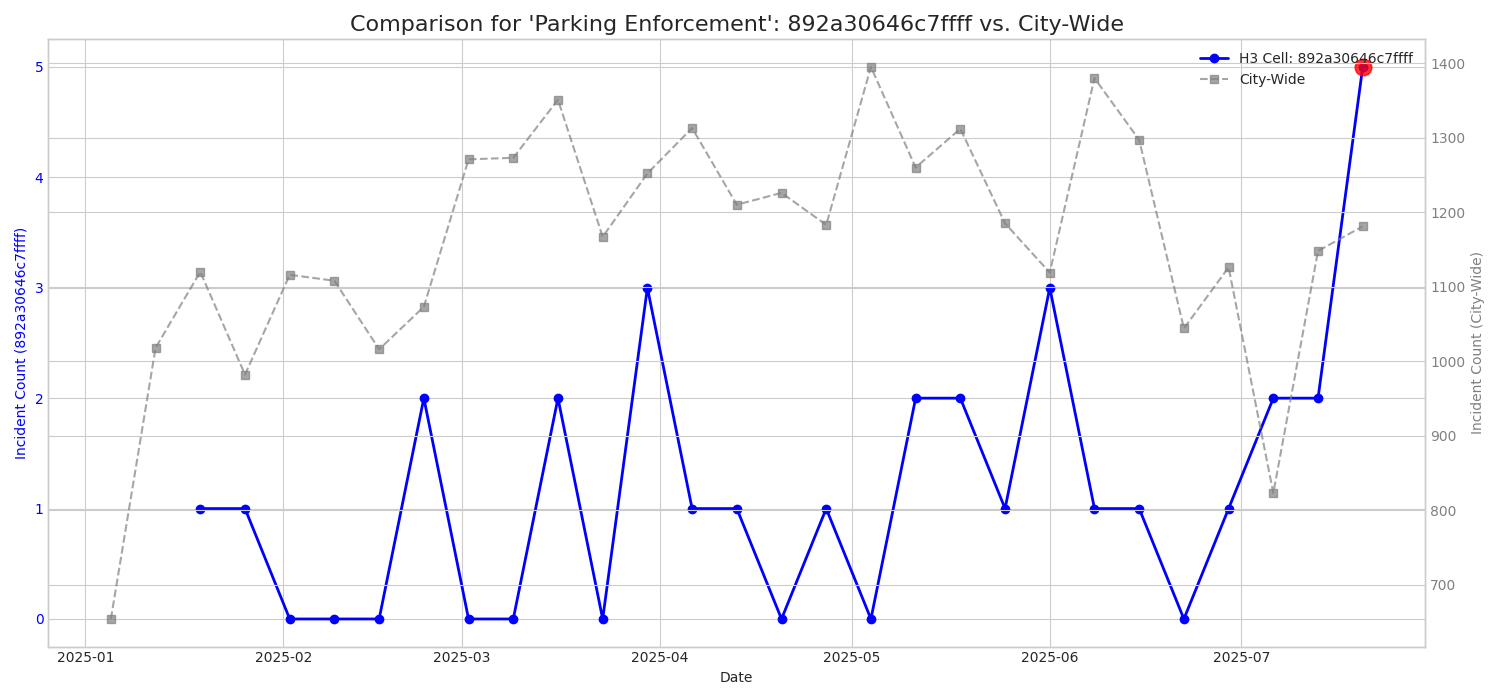 Comparison for 'Parking Enforcement': 892a30646c7ffff vs. City-Wide
H3 Cell: 892a30646c7ffff
City-Wide
Incident Count (892a30646c7ffff)
5
4
3
2
1
0
1400
1300
1200
1100
1000
900
800
700
Incident Count (City-Wide)
2025-01 2025-02 2025-03 2025-04 2025-05 2025-06 2025-07
Date